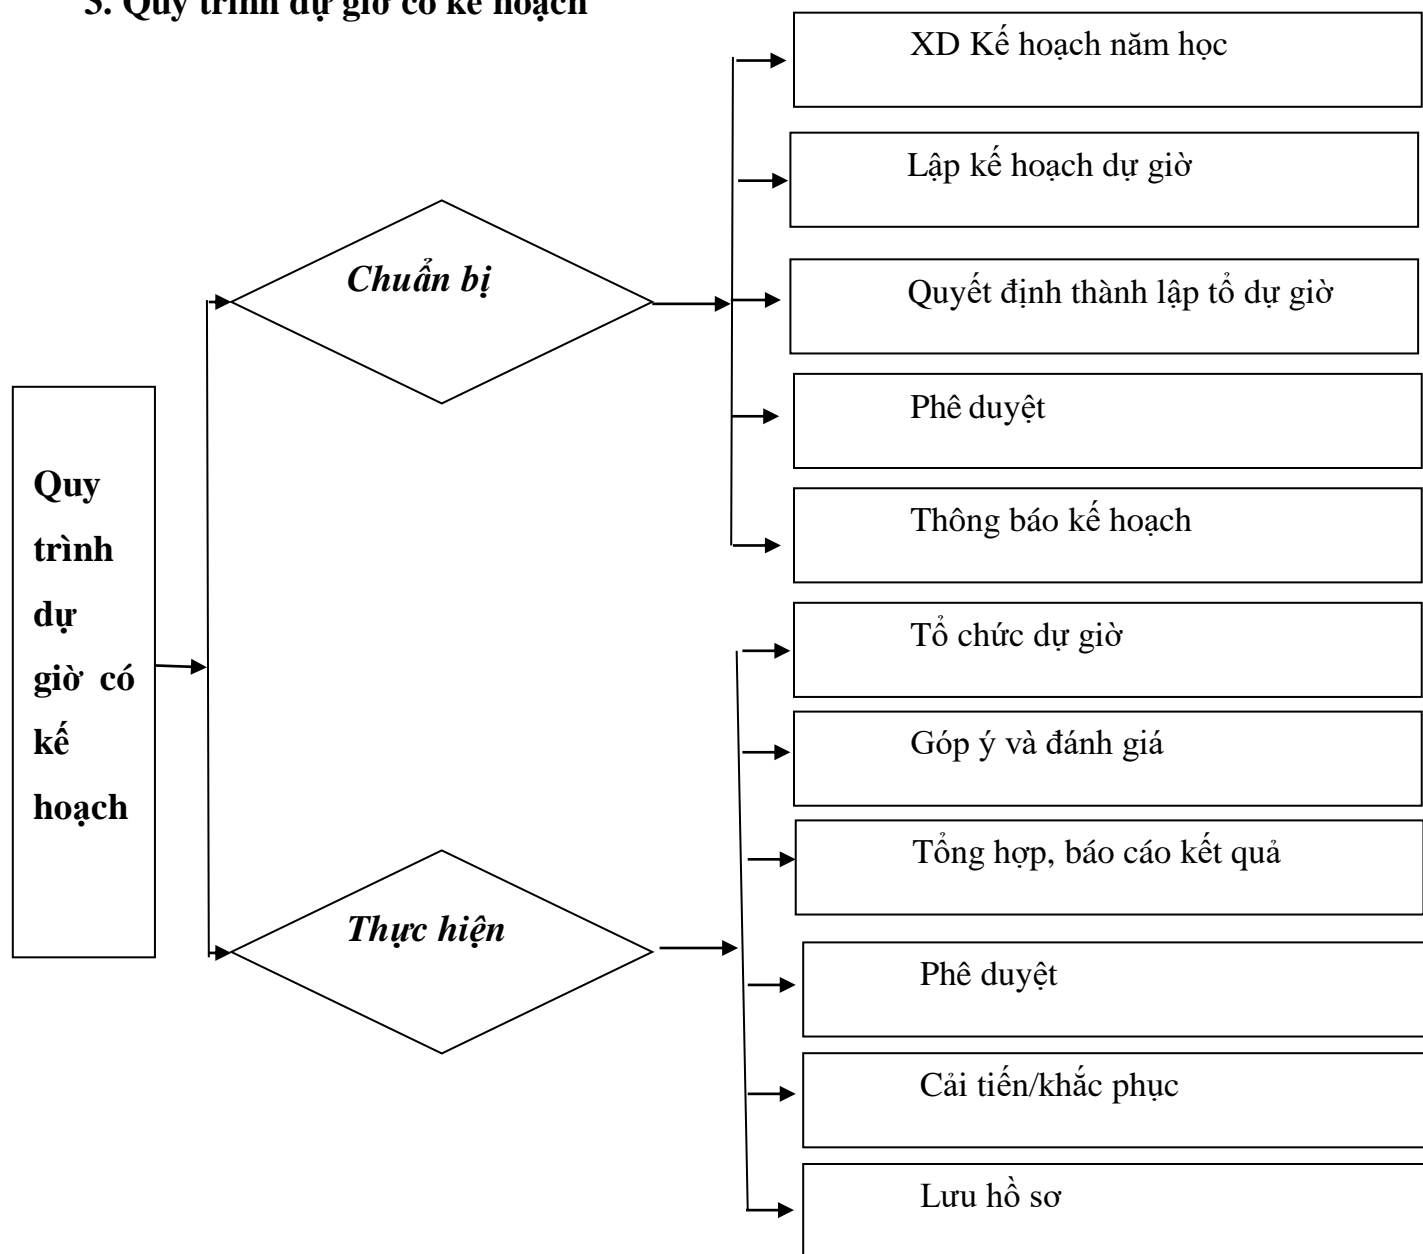 3. Quy trình dự giờ có kế hoạch
XD Kế hoạch năm học
Lập kế hoạch dự giờ
Chuẩn bị
Quyết định thành lập tổ dự giờ
Phê duyệt
Thông báo kế hoạch
Quy
trình
dự
giờ có
kế
hoạch
Tổ chức dự giờ
Góp ý và đánh giá
Tổng hợp, báo cáo kết quả
Thực hiện
Phê duyệt
Cải tiến/khắc phục
Lưu hồ sơ